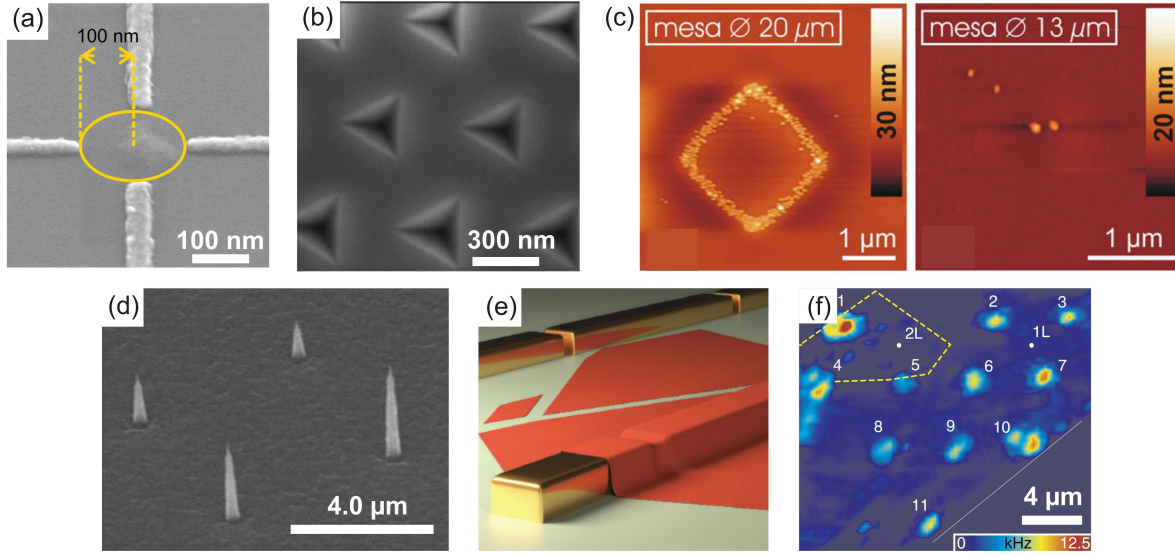 (a)
100 nm
100 nm
(b)
300 nm
(c)
mesa Ø 20 µm
30 nm
1 µm
mesa Ø 13 µm
20 nm
1 µm
(d)
4.0 µm
(e)
(f)
1
2
3
2L
1L
4
5
6
7
8
9
10
11
4 µm
0 kHz 12.5